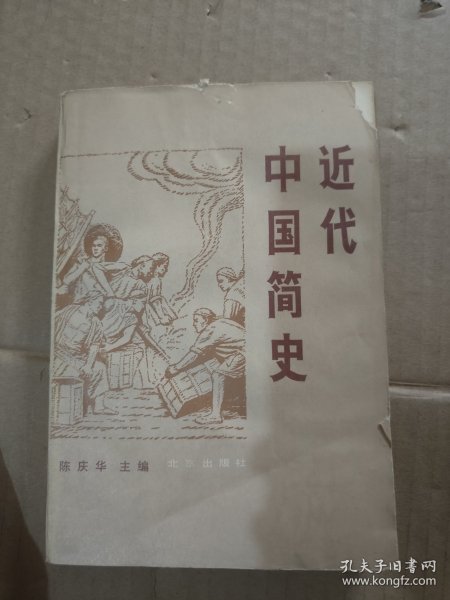 近代
中国简史
陈庆华 主编 北京出版社
孔夫子旧书网
www.kongfz.com